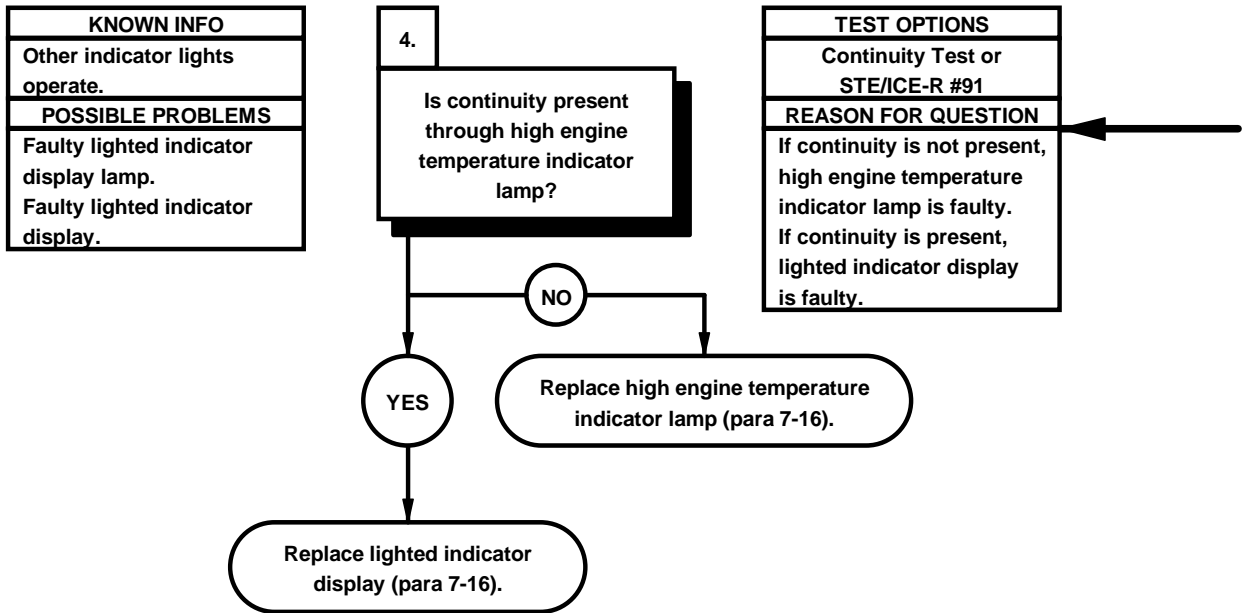 KNOWN INFO
Other indicator lights
operate.
POSSIBLE PROBLEMS
Faulty lighted indicator
display lamp.
Faulty lighted indicator
display.
4.
Is continuity present
through high engine
temperature indicator
lamp?
TEST OPTIONS
Continuity Test or
STE/ICE-R #91
REASON FOR QUESTION
If continuity is not present,
high engine temperature
indicator lamp is faulty.
If continuity is present,
lighted indicator display
is faulty.
NO
YES
Replace high engine temperature
indicator lamp (para 7-16).
Replace lighted indicator
display (para 7-16).